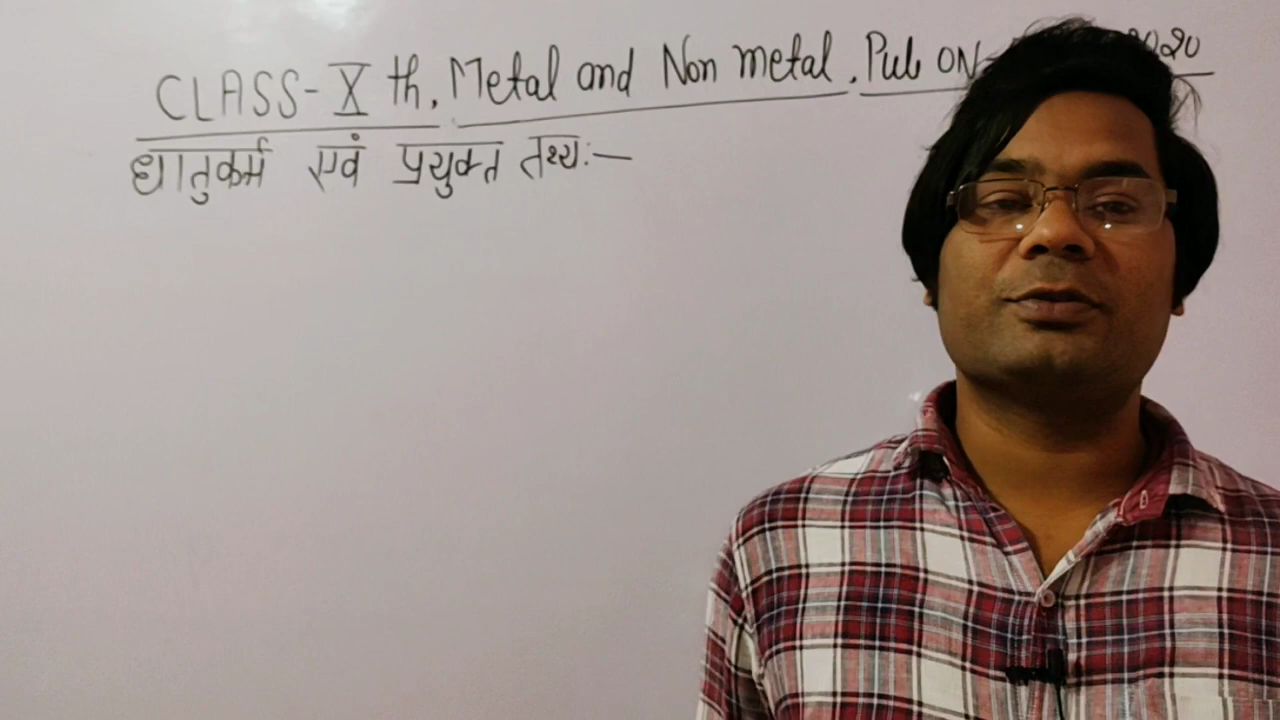 CLASS-X th, Metal and Non metal, Pub ON- 2020
धातुकर्म एवं प्रयुक्त तथ्य:—